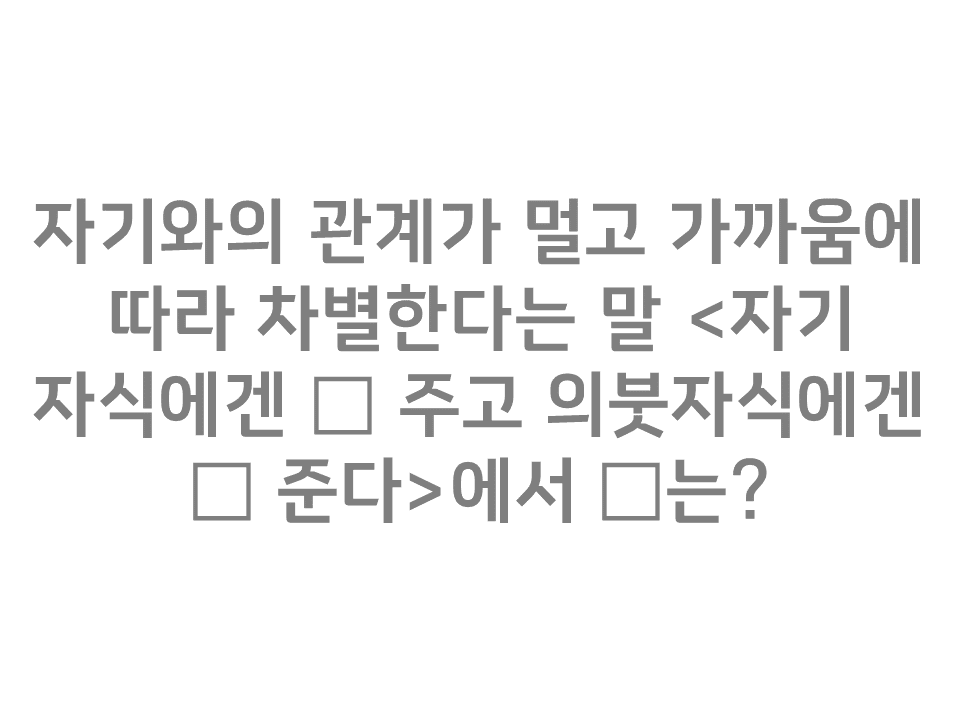 자기와의 관계가 멀고 가까움에
따라 차별한다는 말 <자기
자식에겐 □ 주고 의붓자식에겐
□ 준다>에서 □는?